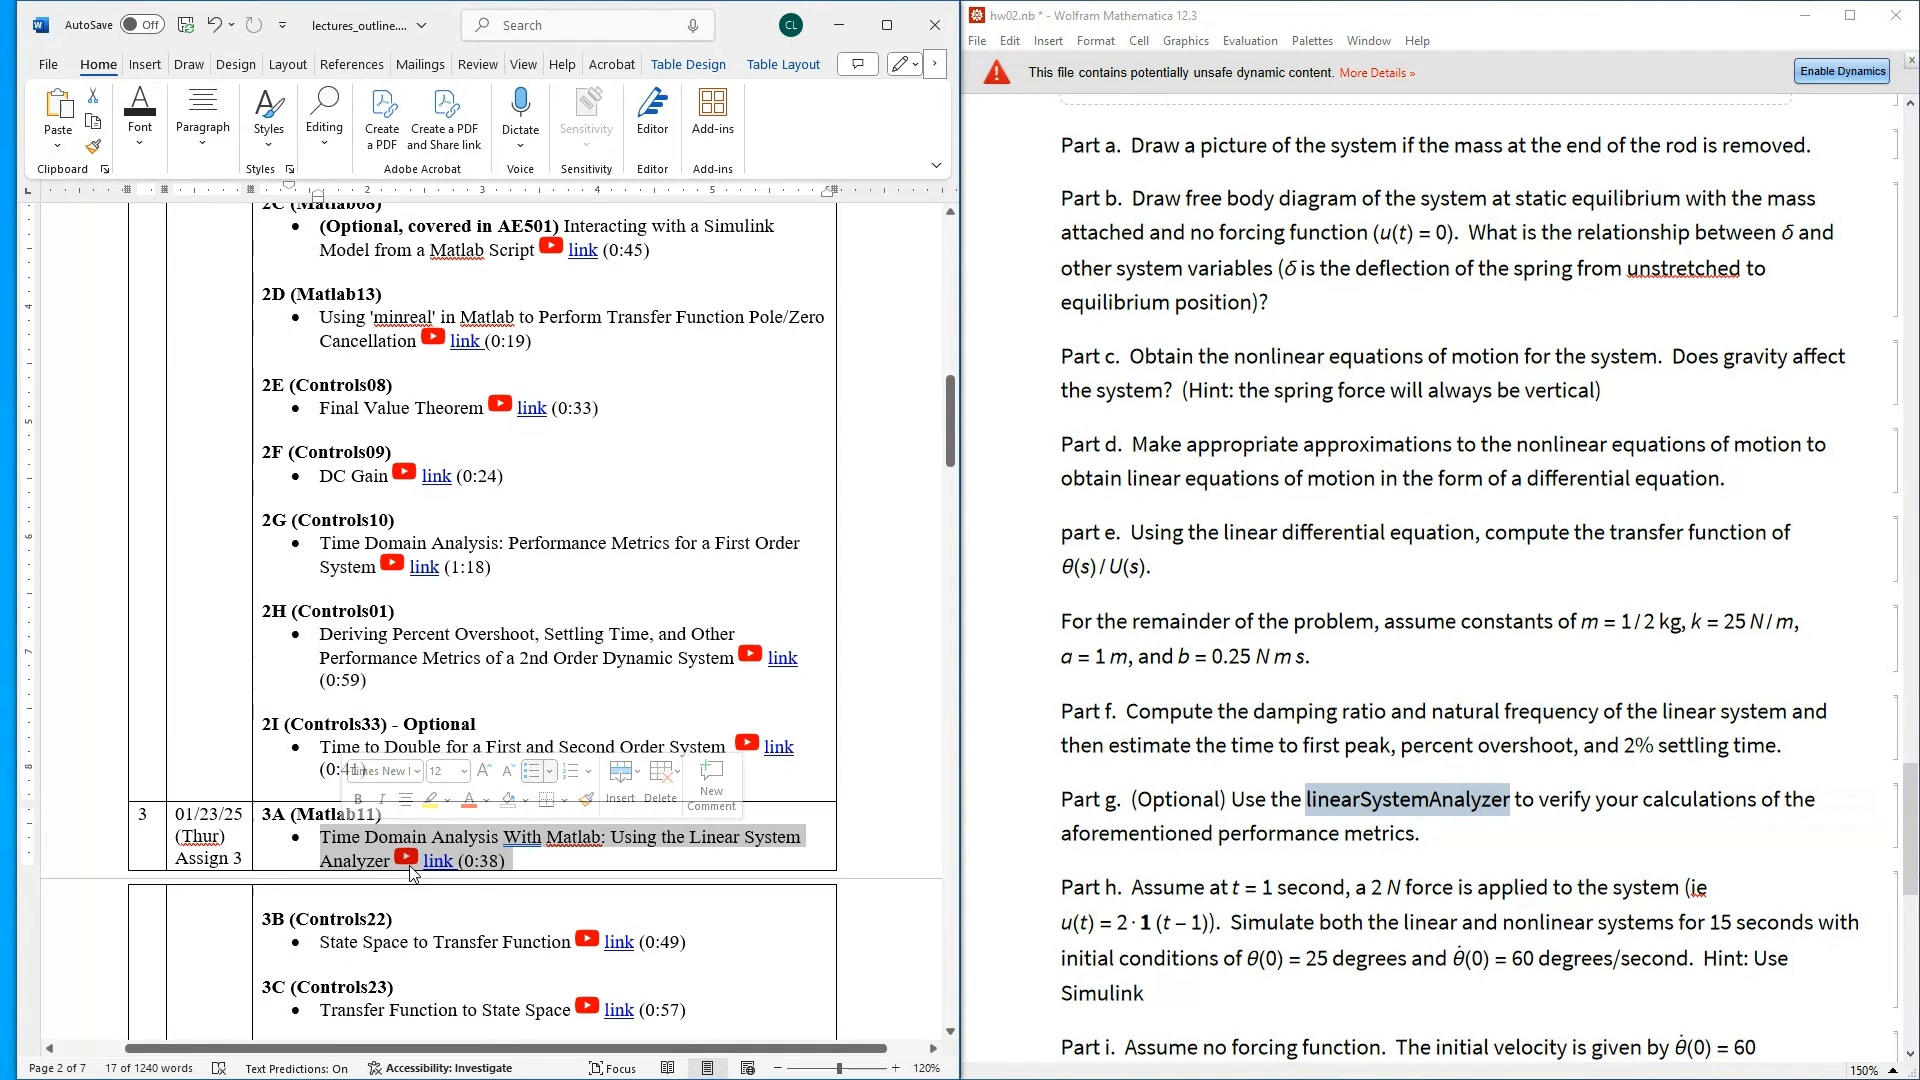 AutoSave Off lectures_outline.... Search CL
File Home Insert Draw Design Layout References Mailings Review View Help Acrobat Table Design Table Layout
Paste Font Paragraph Styles Editing Create a PDF Create a PDF and Share link Dictate Sensitivity Editor Add-ins
Clipboard Styles Adobe Acrobat Voice Sensitivity Editor Add-ins
2 3 4 5
2C (Matlab08)
• (Optional, covered in AE501) Interacting with a Simulink
Model from a Matlab Script link (0:45)
2D (Matlab13)
• Using 'minreal' in Matlab to Perform Transfer Function Pole/Zero
Cancellation link (0:19)
2E (Controls08)
• Final Value Theorem link (0:33)
2F (Controls09)
• DC Gain link (0:24)
2G (Controls10)
• Time Domain Analysis: Performance Metrics for a First Order
System link (1:18)
2H (Controls01)
• Deriving Percent Overshoot, Settling Time, and Other
Performance Metrics of a 2nd Order Dynamic System link
(0:59)
2I (Controls33) - Optional
• Time to Double for a First and Second Order System link
(0:41)
Times New 12
B I Insert Delete New Comment
3 01/23/25 (Thur) Assign 3
3A (Matlab11)
• Time Domain Analysis With Matlab: Using the Linear System
Analyzer link (0:38)
3B (Controls22)
• State Space to Transfer Function link (0:49)
3C (Controls23)
• Transfer Function to State Space link (0:57)
Page 2 of 7 17 of 1240 words Text Predictions: On Accessibility: Investigate Focus 120%
hw02.nb * - Wolfram Mathematica 12.3
File Edit Insert Format Cell Graphics Evaluation Palettes Window Help
This file contains potentially unsafe dynamic content. More Details » Enable Dynamics
Part a. Draw a picture of the system if the mass at the end of the rod is removed.
Part b. Draw free body diagram of the system at static equilibrium with the mass
attached and no forcing function (u(t) = 0). What is the relationship between δ and
other system variables (δ is the deflection of the spring from unstretched to
equilibrium position)?
Part c. Obtain the nonlinear equations of motion for the system. Does gravity affect
the system? (Hint: the spring force will always be vertical)
Part d. Make appropriate approximations to the nonlinear equations of motion to
obtain linear equations of motion in the form of a differential equation.
part e. Using the linear differential equation, compute the transfer function of
θ(s) / U(s).
For the remainder of the problem, assume constants of m = 1/2 kg, k = 25 N/m,
a = 1 m, and b = 0.25 N m s.
Part f. Compute the damping ratio and natural frequency of the linear system and
then estimate the time to first peak, percent overshoot, and 2% settling time.
Part g. (Optional) Use the linearSystemAnalyzer to verify your calculations of the
aforementioned performance metrics.
Part h. Assume at t = 1 second, a 2 N force is applied to the system (ie
u(t) = 2 · 1 (t − 1)). Simulate both the linear and nonlinear systems for 15 seconds with
initial conditions of θ(0) = 25 degrees and θ̇(0) = 60 degrees/second. Hint: Use
Simulink
Part i. Assume no forcing function. The initial velocity is given by θ̇(0) = 60
150%